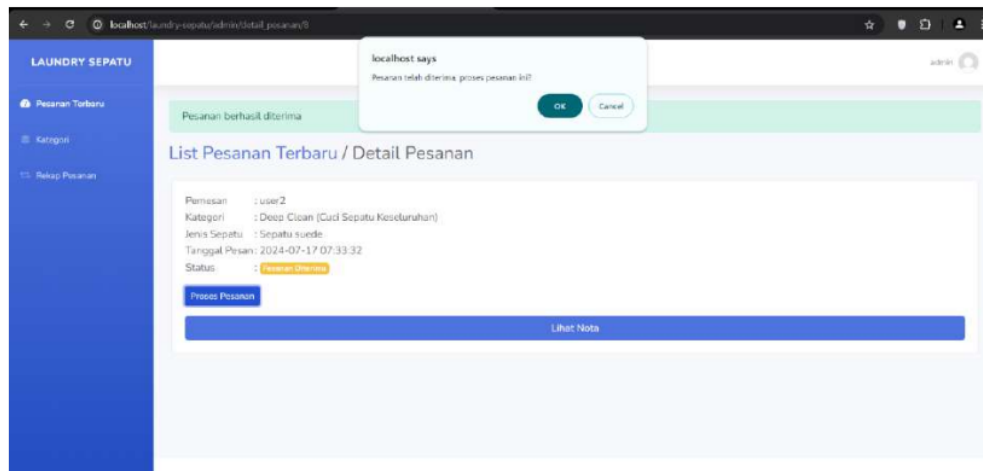 localhost/laundry-sepatu/admin/detail_pesanan/8
LAUNDRY SEPATU
Pesanan Terbaru
Kategori
Rekap Pesanan
localhost says
Pesanan telah diterima, proses pesanan ini?
OK
Cancel
admin
Pesanan berhasil diterima
List Pesanan Terbaru / Detail Pesanan
Pemesan : user2
Kategori : Deep Clean (Cuci Sepatu Keseluruhan)
Jenis Sepatu : Sepatu suede
Tanggal Pesan : 2024-07-17 07:33:32
Status : Pesanan Diterima
Proses Pesanan
Lihat Nota